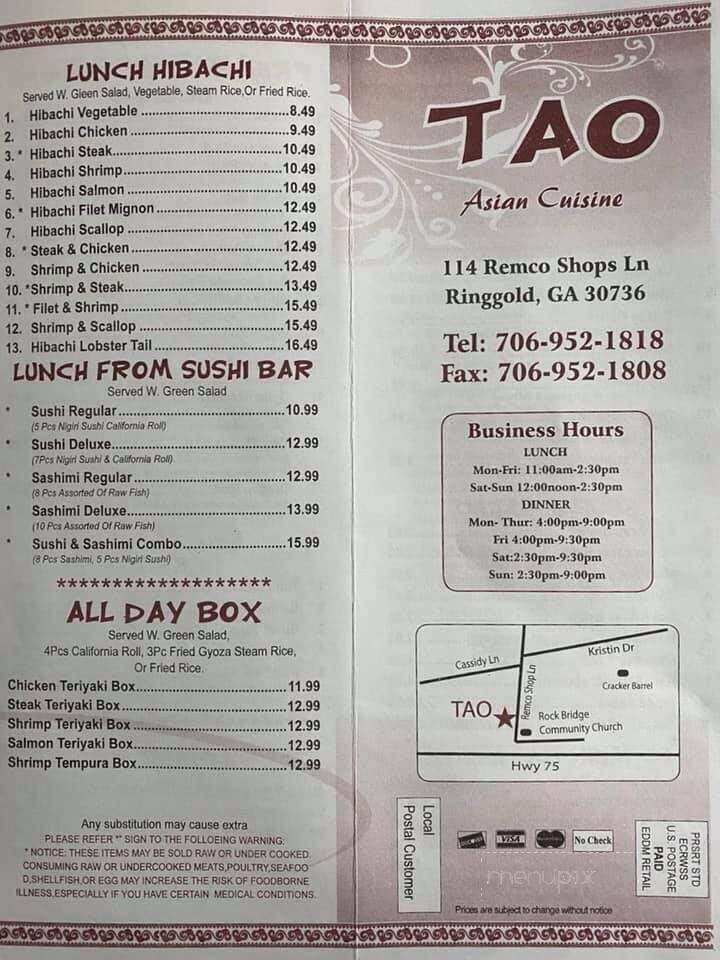 LUNCH HIBACHI
Served W. Gleen Salad, Vegetable, Steam Rice,Or Fried Rice.
1. Hibachi Vegetable ....................................8.49
2. Hibachi Chicken ......................................9.49
3. * Hibachi Steak..........................................10.49
4. Hibachi Shrimp........................................10.49
5. Hibachi Salmon ......................................10.49
6. * Hibachi Filet Mignon...............................12.49
7. Hibachi Scallop ......................................12.49
8. * Steak & Chicken .....................................12.49
9. Shrimp & Chicken ..................................12.49
10. *Shrimp & Steak.......................................13.49
11. * Filet & Shrimp ........................................15.49
12. Shrimp & Scallop ...................................15.49
13. Hibachi Lobster Tail ...............................16.49
LUNCH FROM SUSHI BAR
Served W. Green Salad
* Sushi Regular.........................................10.99
(5 Pcs Nigiri Sushi California Roll)
* Sushi Deluxe..........................................12.99
(7Pcs Nigiri Sushi & California Roll)
* Sashimi Regular.....................................12.99
(8 Pcs Assorted Of Raw Fish)
* Sashimi Deluxe.......................................13.99
(10 Pcs Assorted Of Raw Fish)
* Sushi & Sashimi Combo.........................15.99
(8 Pcs Sashimi, 5 Pcs Nigiri Sushi)
*******************
ALL DAY BOX
Served W. Green Salad,
4Pcs California Roll, 3Pc Fried Gyoza Steam Rice,
Or Fried Rice.
Chicken Teriyaki Box.....................................11.99
Steak Teriyaki Box.........................................12.99
Shrimp Teriyaki Box ......................................12.99
Salmon Teriyaki Box......................................12.99
Shrimp Tempura Box.....................................12.99
Any substitution may cause extra
PLEASE REFER "*" SIGN TO THE FOLLOEING WARNING:
* NOTICE: THESE ITEMS MAY BE SOLD RAW OR UNDER COOKED.
CONSUMING RAW OR UNDERCOOKED MEATS,POULTRY,SEAFOO
D,SHELLFISH,OR EGG MAY INCREASE THE RISK OF FOODBORNE
ILLNESS,ESPECIALLY IF YOU HAVE CERTAIN MEDICAL CONDITIONS.
TAO
Asian Cuisine
114 Remco Shops Ln
Ringgold, GA 30736
Tel: 706-952-1818
Fax: 706-952-1808
Business Hours
LUNCH
Mon-Fri: 11:00am-2:30pm
Sat-Sun 12:00noon-2:30pm
DINNER
Mon- Thur: 4:00pm-9:00pm
Fri 4:00pm-9:30pm
Sat:2:30pm-9:30pm
Sun: 2:30pm-9:00pm
Cassidy Ln
Kristin Dr
Remco Shop Ln
Cracker Barrel
TAO
Rock Bridge
Community Church
Hwy 75
Local
Postal Customer
VISA
No Check
PRSRT STD
ECRWSS
U.S. POSTAGE
PAID
EDDM RETAIL
menupix
Prices are subject to change without notice